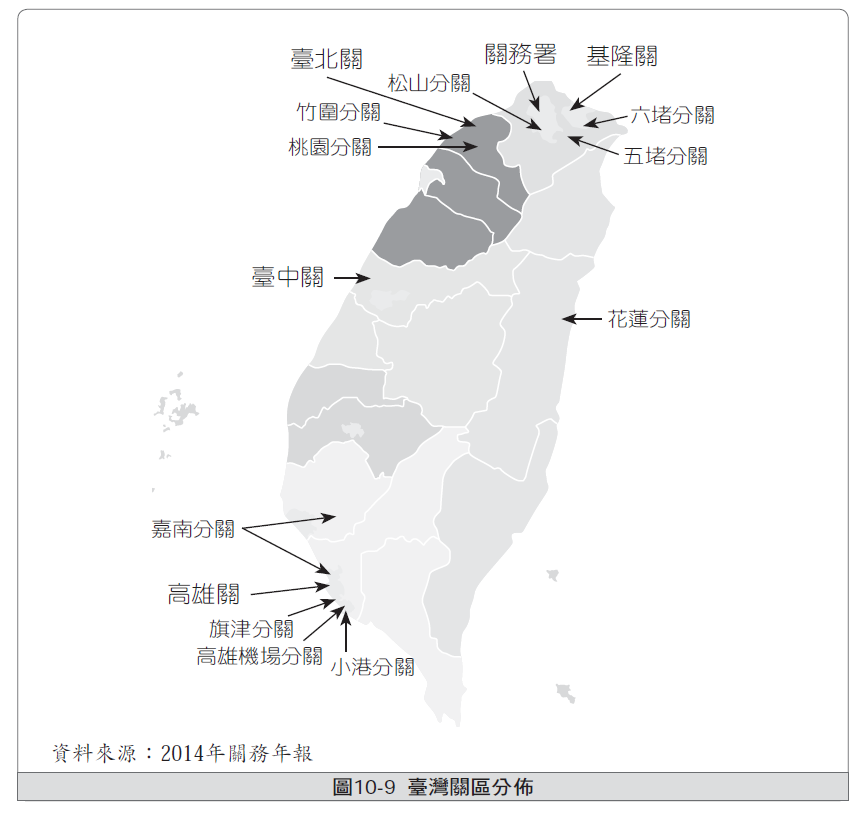 臺北關
關務署
基隆關
松山分關
竹圍分關
六堵分關
桃園分關
五堵分關
臺中關
花蓮分關
嘉南分關
高雄關
旗津分關
高雄機場分關
小港分關
資料來源：2014年關務年報
圖10-9 臺灣關區分佈